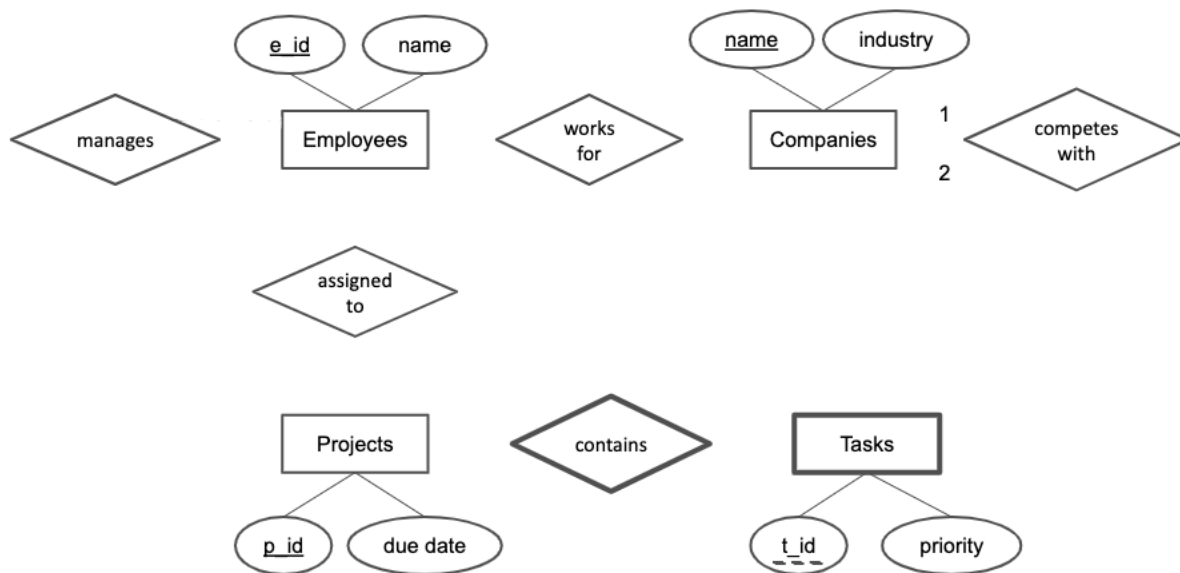 e_id
name
name
industry
manages
Employees
works
for
Companies
1
2
competes
with
assigned
to
Projects
contains
Tasks
p_id
due date
t_id
priority